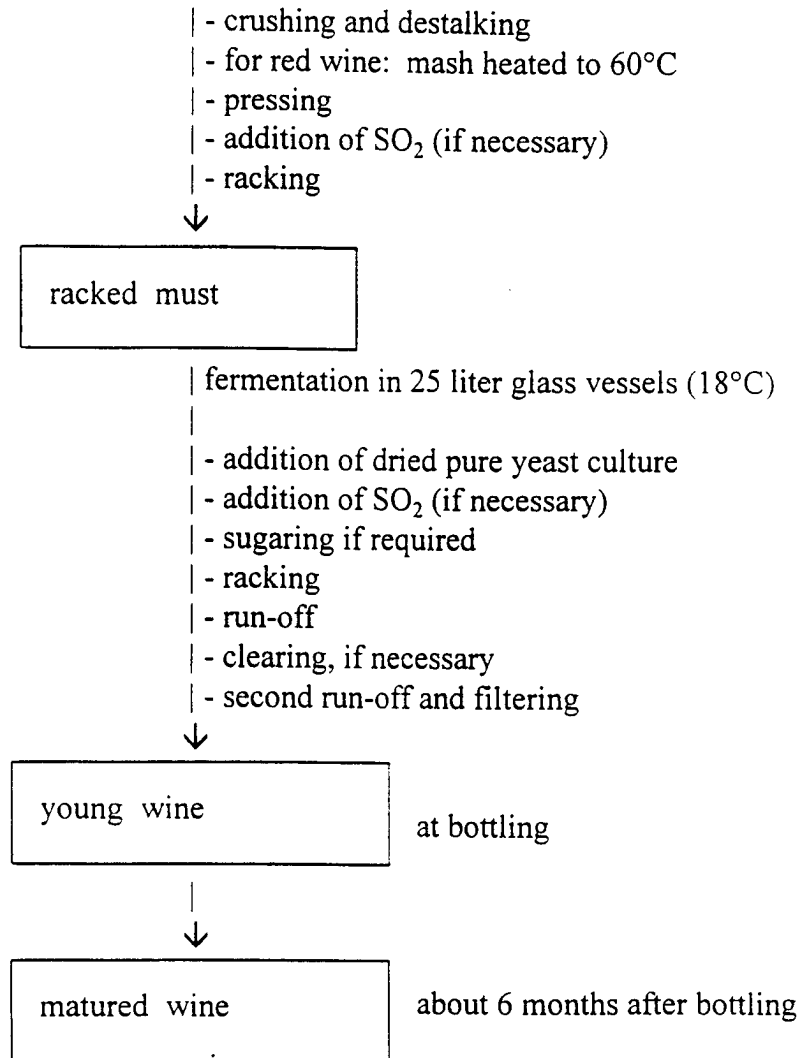 - crushing and destalking
- for red wine: mash heated to 60°C
- pressing
- addition of SO₂ (if necessary)
- racking
racked must
fermentation in 25 liter glass vessels (18°C)
- addition of dried pure yeast culture
- addition of SO₂ (if necessary)
- sugaring if required
- racking
- run-off
- clearing, if necessary
- second run-off and filtering
young wine
at bottling
matured wine
about 6 months after bottling